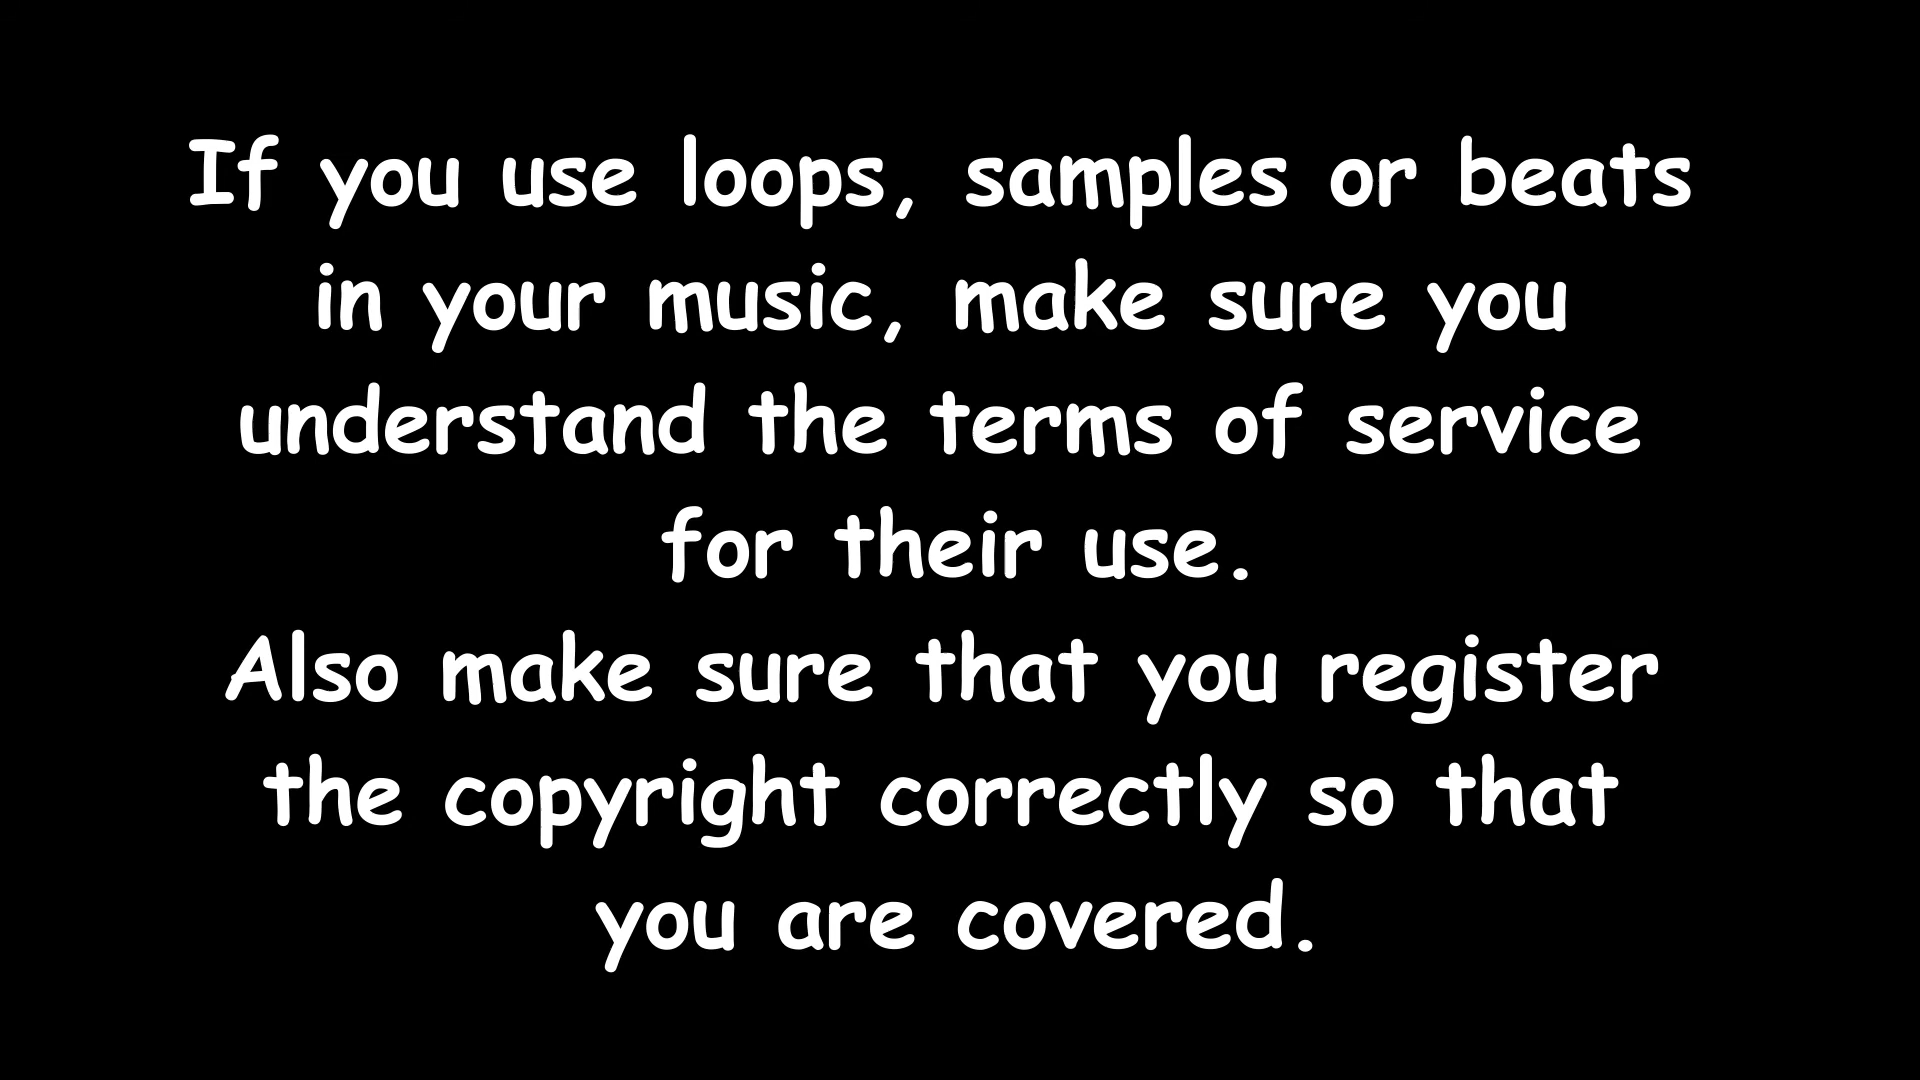 If you use loops, samples or beats
in your music, make sure you
understand the terms of service
for their use.
Also make sure that you register
the copyright correctly so that
you are covered.